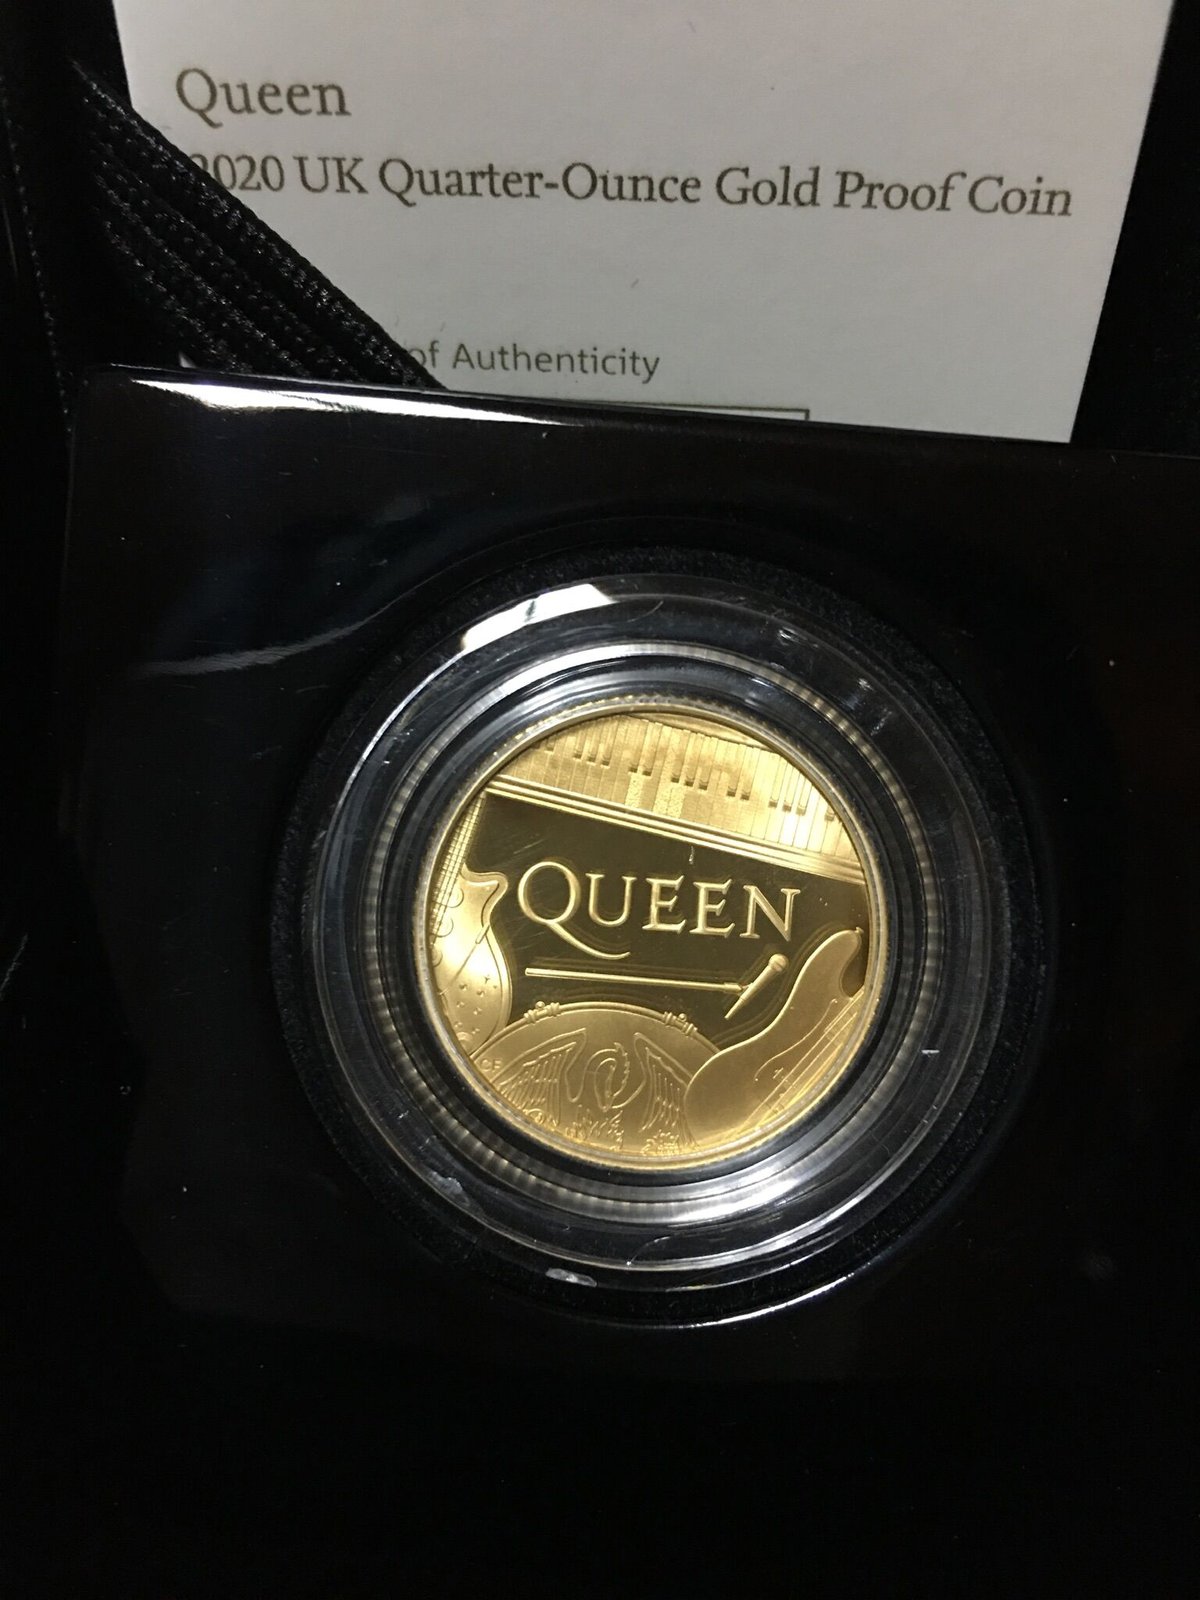 Queen
2020 UK Quarter-Ounce Gold Proof Coin
of Authenticity
QUEEN